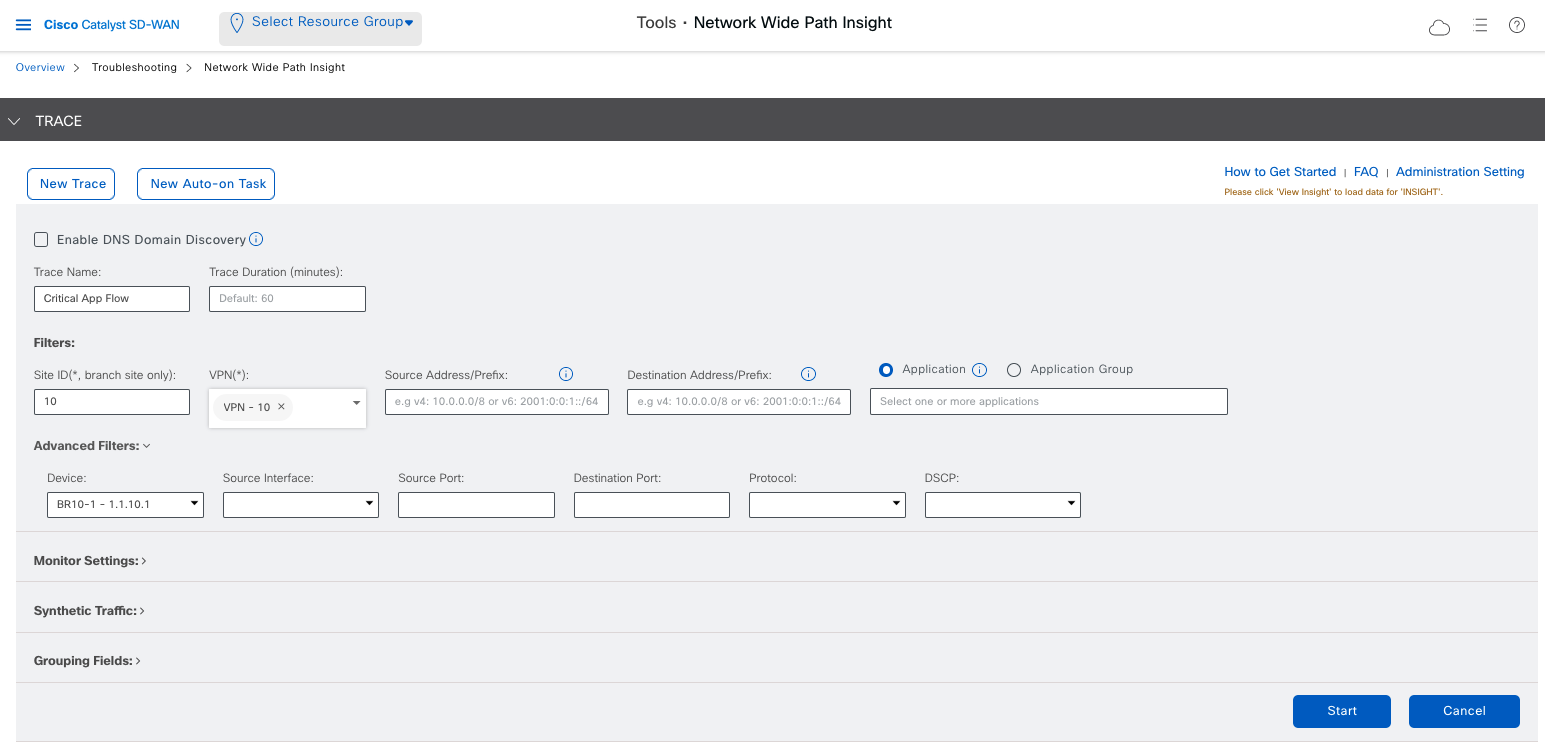 Cisco Catalyst SD-WAN
Select Resource Group
Tools · Network Wide Path Insight
Overview > Troubleshooting > Network Wide Path Insight
TRACE
New Trace
New Auto-on Task
How to Get Started | FAQ | Administration Setting
Please click 'View Insight' to load data for 'INSIGHT'.
Enable DNS Domain Discovery
Trace Name: Trace Duration (minutes):
Critical App Flow Default: 60
Filters:
Site ID(*, branch site only): VPN(*): Source Address/Prefix: Destination Address/Prefix: Application Application Group
10 VPN - 10 × e.g v4: 10.0.0.0/8 or v6: 2001:0:0:1::/64 e.g v4: 10.0.0.0/8 or v6: 2001:0:0:1::/64 Select one or more applications
Advanced Filters:
Device: Source Interface: Source Port: Destination Port: Protocol: DSCP:
BR10-1 - 1.1.10.1
Monitor Settings: >
Synthetic Traffic: >
Grouping Fields: >
Start Cancel